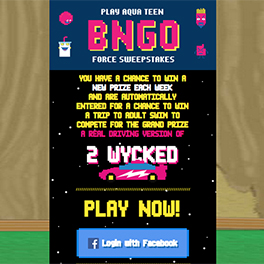 PLAY AQUA TEEN
BNGO
FORCE SWEEPSTAKES
YOU HAVE A CHANCE TO WIN A
NEW PRIZE EACH WEEK
AND ARE AUTOMATICALLY
ENTERED FOR A CHANCE TO WIN
A TRIP TO ADULT SWIM TO
COMPETE FOR THE GRAND PRIZE
A REAL DRIVING VERSION OF
2 WYCKED
PLAY NOW!
f Login with Facebook